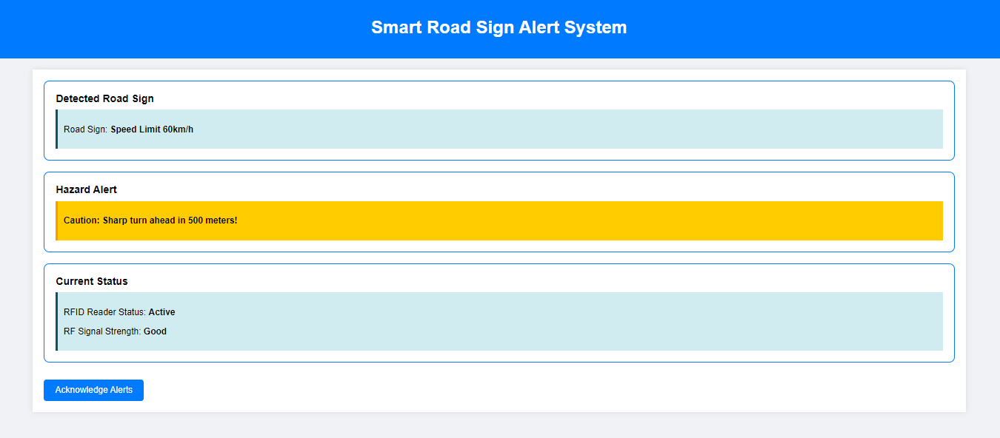 Smart Road Sign Alert System
Detected Road Sign
Road Sign: Speed Limit 60km/h
Hazard Alert
Caution: Sharp turn ahead in 500 meters!
Current Status
RFID Reader Status: Active
RF Signal Strength: Good
Acknowledge Alerts